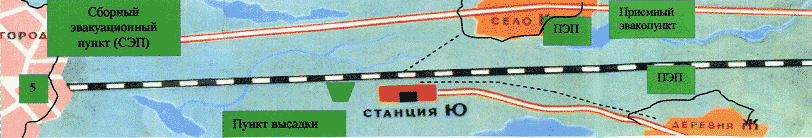 Сборный
эвакуационный
пункт (СЭП)
ГОРОД
5
СЕЛО
ПЭП
Приемный
эвакопункт
ПЭП
СТАНЦИЯ Ю
Пункт высадки
ДЕРЕВНЯ Ж